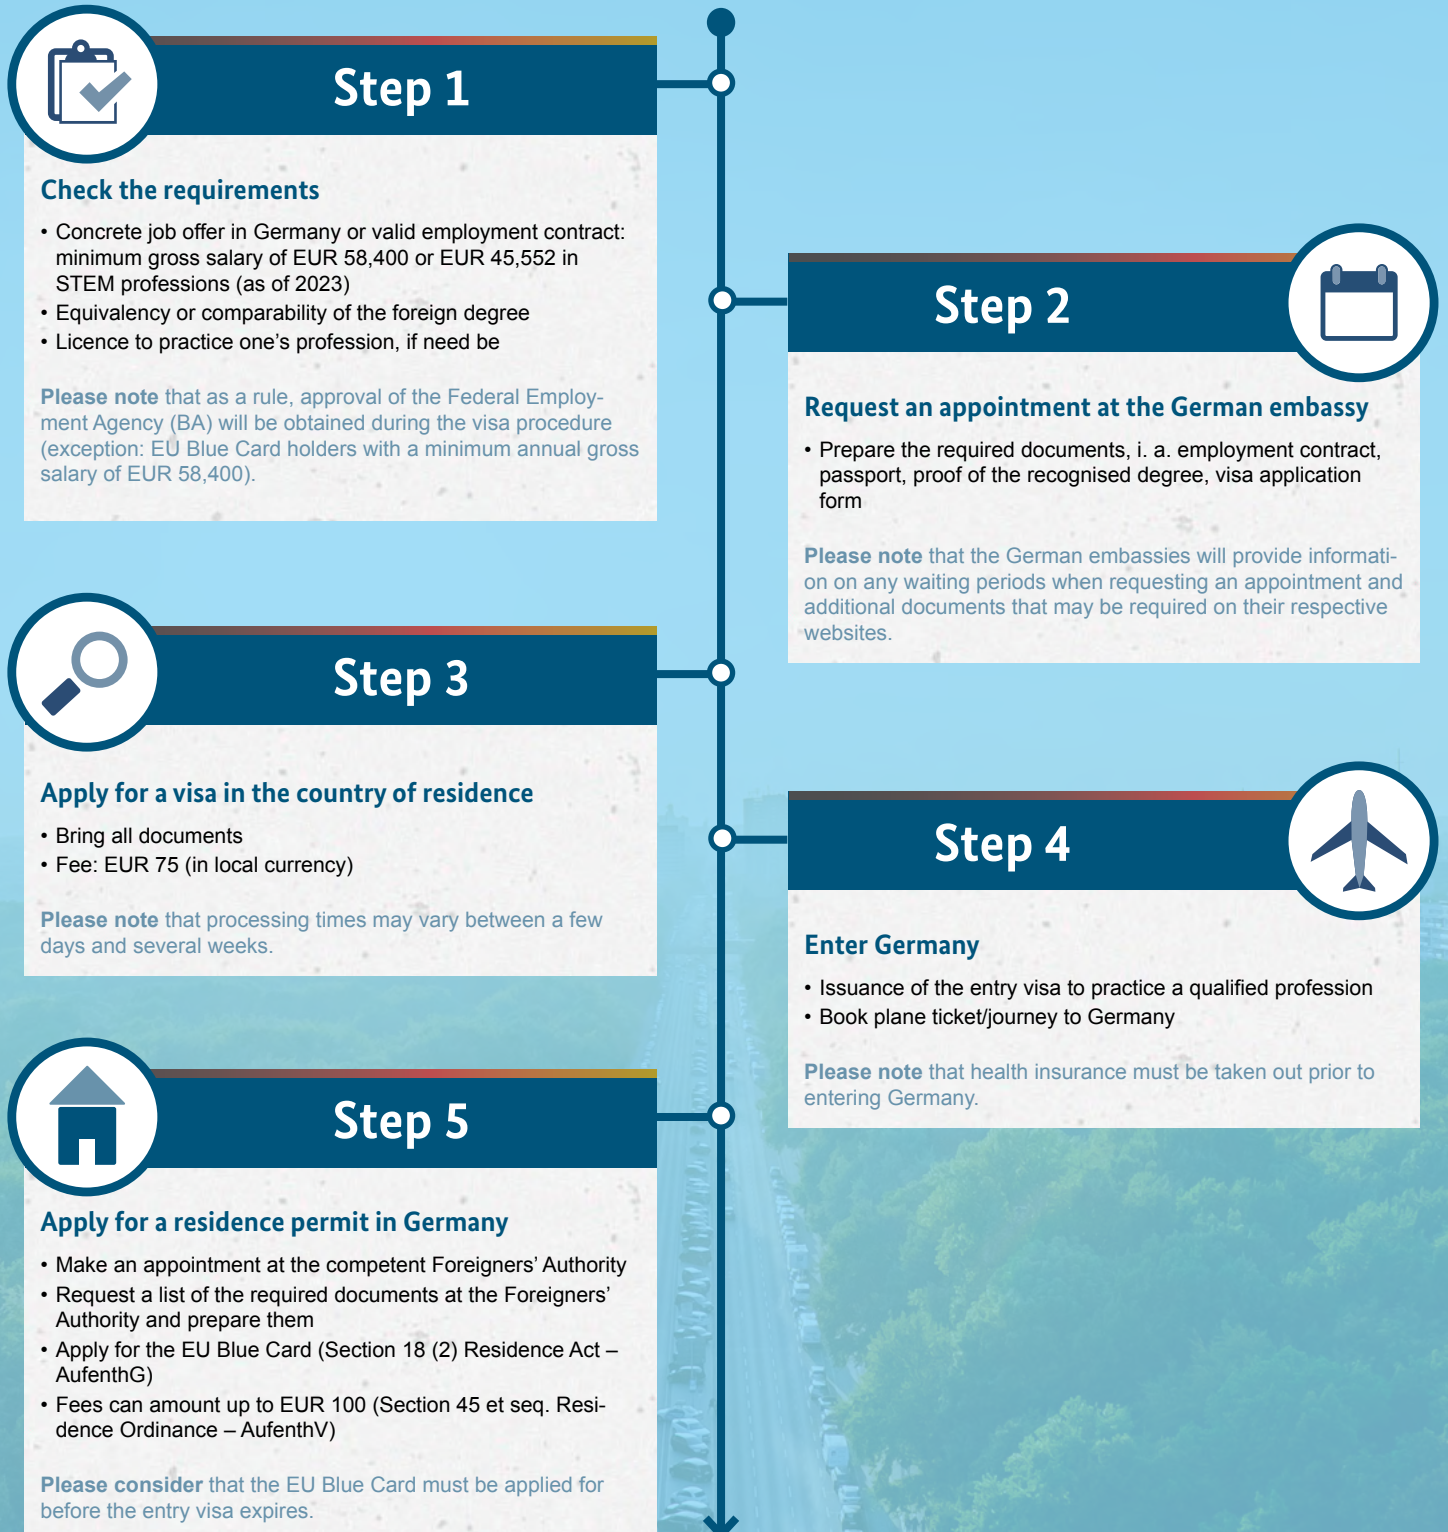 Step 1
Check the requirements
• Concrete job offer in Germany or valid employment contract:
minimum gross salary of EUR 58,400 or EUR 45,552 in
STEM professions (as of 2023)
• Equivalency or comparability of the foreign degree
• Licence to practice one’s profession, if need be
Please note that as a rule, approval of the Federal Employ-
ment Agency (BA) will be obtained during the visa procedure
(exception: EU Blue Card holders with a minimum annual gross
salary of EUR 58,400).
Step 2
Request an appointment at the German embassy
• Prepare the required documents, i. a. employment contract,
passport, proof of the recognised degree, visa application
form
Please note that the German embassies will provide informati-
on on any waiting periods when requesting an appointment and
additional documents that may be required on their respective
websites.
Step 3
Apply for a visa in the country of residence
• Bring all documents
• Fee: EUR 75 (in local currency)
Please note that processing times may vary between a few
days and several weeks.
Step 4
Enter Germany
• Issuance of the entry visa to practice a qualified profession
• Book plane ticket/journey to Germany
Please note that health insurance must be taken out prior to
entering Germany.
Step 5
Apply for a residence permit in Germany
• Make an appointment at the competent Foreigners’ Authority
• Request a list of the required documents at the Foreigners’
Authority and prepare them
• Apply for the EU Blue Card (Section 18 (2) Residence Act –
AufenthG)
• Fees can amount up to EUR 100 (Section 45 et seq. Resi-
dence Ordinance – AufenthV)
Please consider that the EU Blue Card must be applied for
before the entry visa expires.